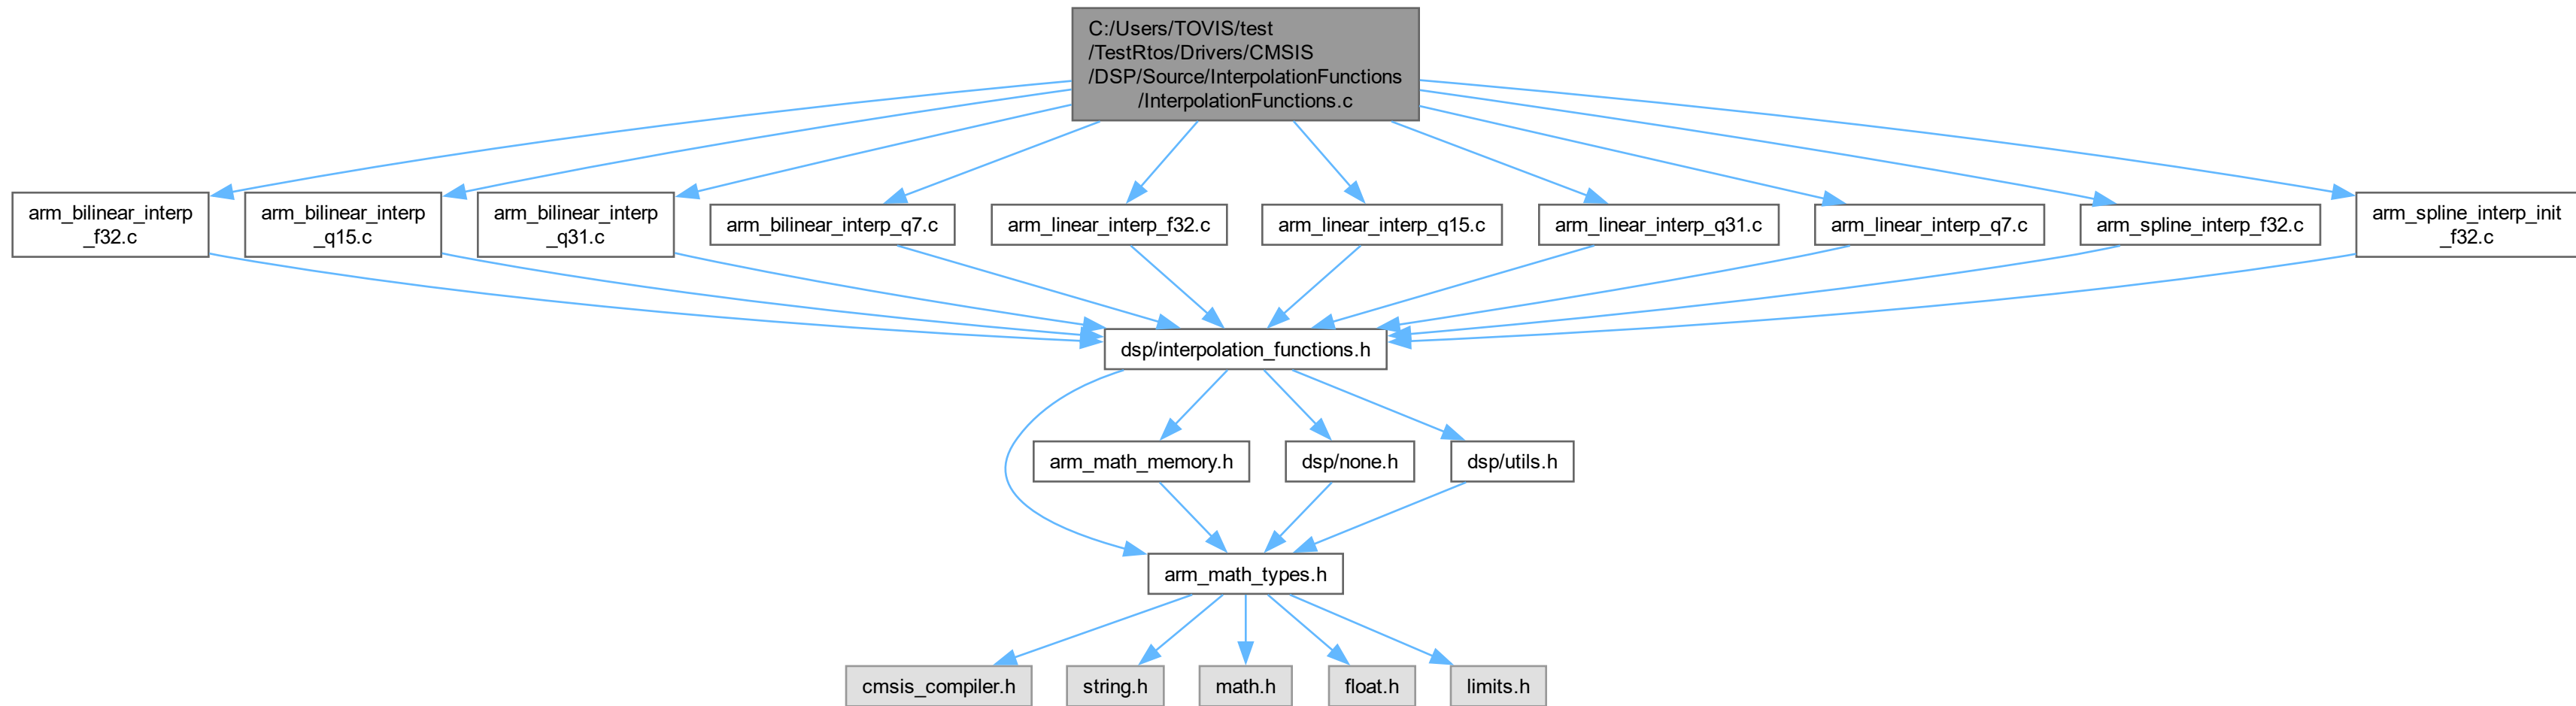 C:/Users/TOVIS/test
/TestRtos/Drivers/CMSIS
/DSP/Source/InterpolationFunctions
/InterpolationFunctions.c
arm_bilinear_interp
_f32.c
arm_bilinear_interp
_q15.c
arm_bilinear_interp
_q31.c
arm_bilinear_interp_q7.c
arm_linear_interp_f32.c
arm_linear_interp_q15.c
arm_linear_interp_q31.c
arm_linear_interp_q7.c
arm_spline_interp_f32.c
arm_spline_interp_init
_f32.c
dsp/interpolation_functions.h
arm_math_memory.h
dsp/none.h
dsp/utils.h
arm_math_types.h
cmsis_compiler.h
string.h
math.h
float.h
limits.h